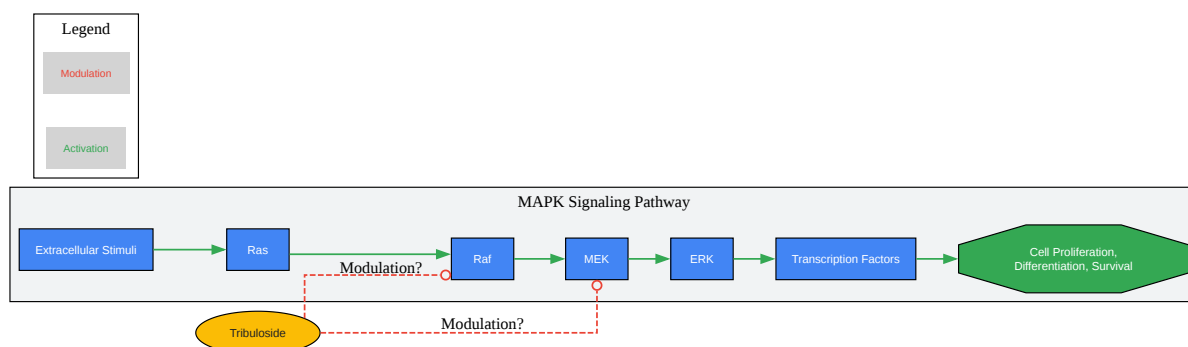 Legend
Modulation
Activation
MAPK Signaling Pathway
Extracellular Stimuli
Ras
Raf
MEK
ERK
Transcription Factors
Cell Proliferation,
Differentiation, Survival
Modulation?
Modulation?
Tribuloside